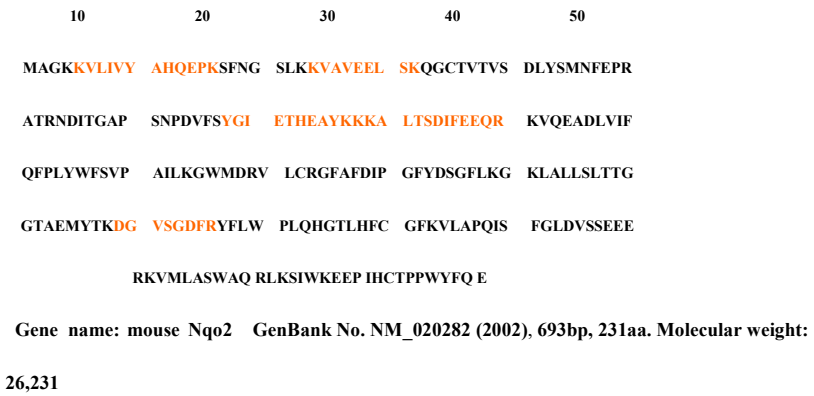 10 20 30 40 50
MAGKKVLIVY AHQEPKSFNG SLKKVAVEEL SKQGCTVTVS DLYSMNFEPR
ATRNDITGAP SNPDVFSYGI ETHEAYKKKA LTSDIFEEQR KVQEADLVIF
QFPLYWFSVP AILKGWMDRV LCRGFAFDIP GFYDSGFLKG KLALLSLTTG
GTAEMYTKDG VSGDFRYFLW PLQHGTLHFC GFKVLAPQIS FGLDVSSEEE
RKVMLASWAQ RLKSIWKEEP IHCTPPWYFQ E
Gene name: mouse Nqo2 GenBank No. NM_020282 (2002), 693bp, 231aa. Molecular weight:
26,231